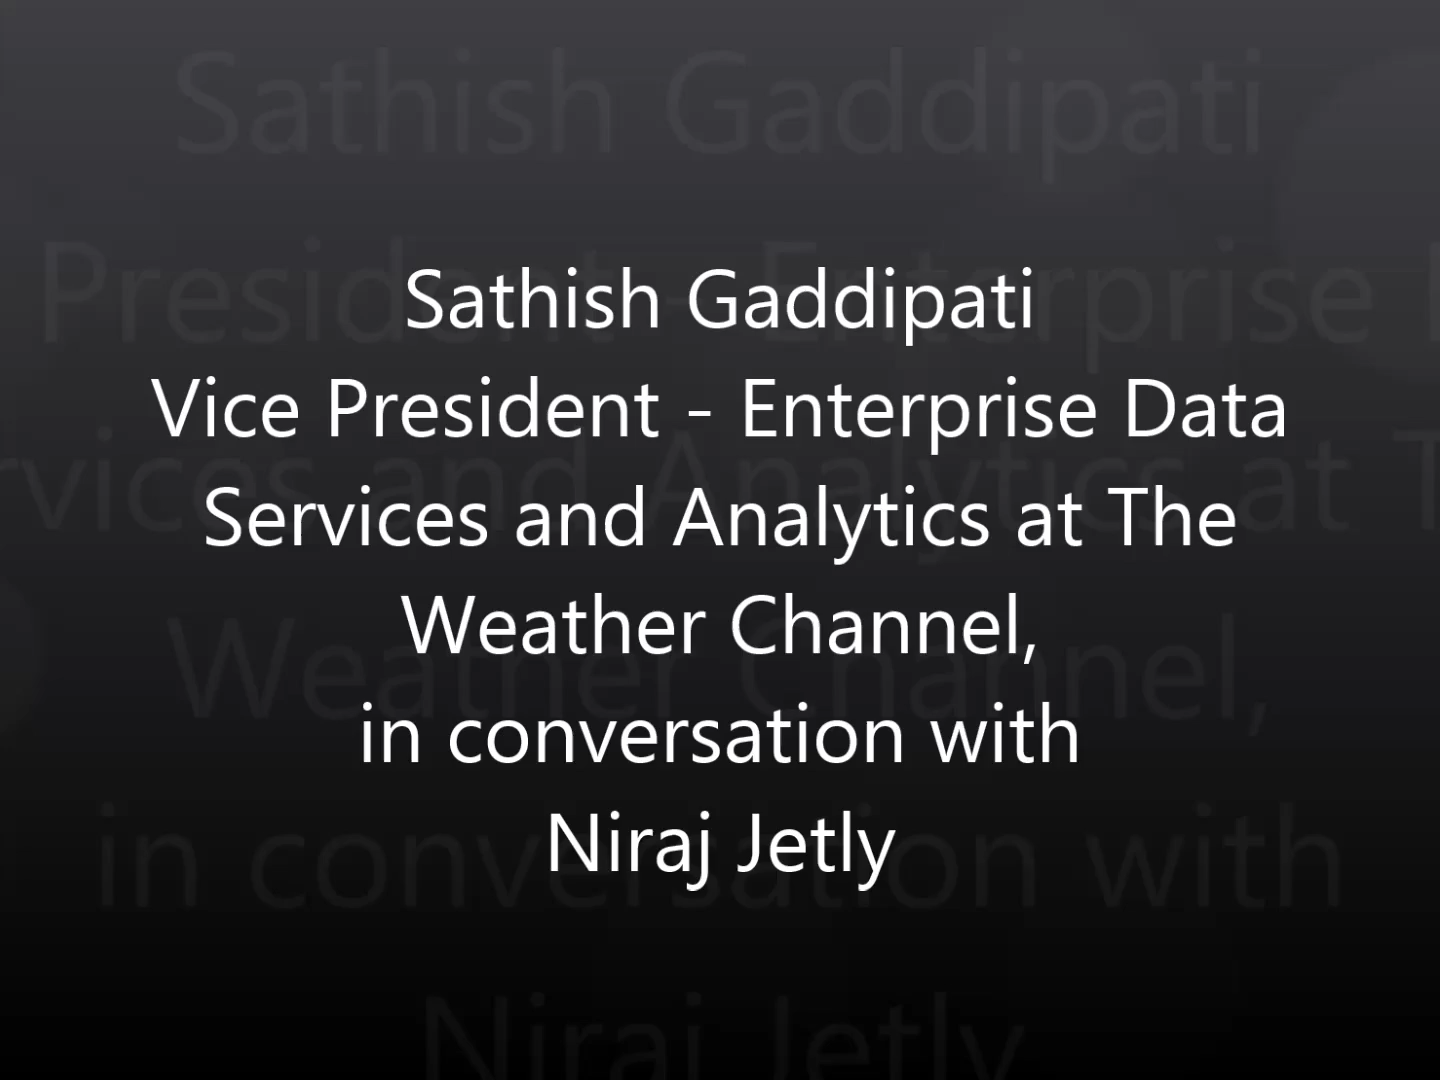 Sathish Gaddipati
Vice President - Enterprise Data
Services and Analytics at The
Weather Channel,
in conversation with
Niraj Jetly